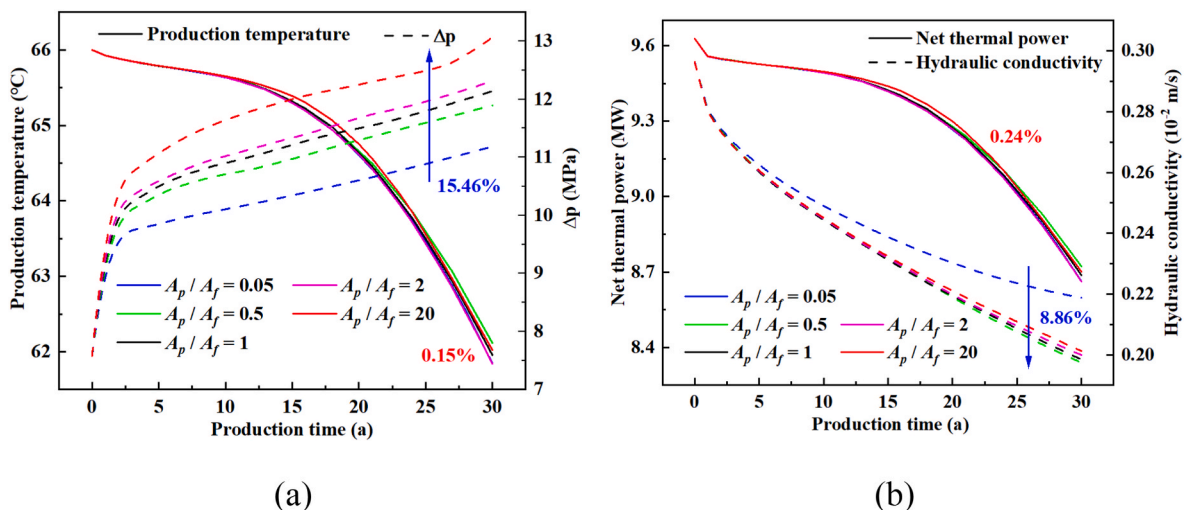 Production temperature Δp
Production temperature (℃)
66
65
64
63
62
13
12
11
10
9
8
7
Δp (MPa)
15.46%
A_p / A_f = 0.05 A_p / A_f = 2
A_p / A_f = 0.5 A_p / A_f = 20
A_p / A_f = 1
0.15%
0 5 10 15 20 25 30
Production time (a)
(a)
Net thermal power
Hydraulic conductivity
Net thermal power (MW)
9.6
9.3
9.0
8.7
8.4
0.30
0.28
0.26
0.24
0.22
0.20
Hydraulic conductivity (10⁻² m/s)
0.24%
A_p / A_f = 0.05
8.86%
A_p / A_f = 0.5 A_p / A_f = 2
A_p / A_f = 1 A_p / A_f = 20
0 5 10 15 20 25 30
Production time (a)
(b)